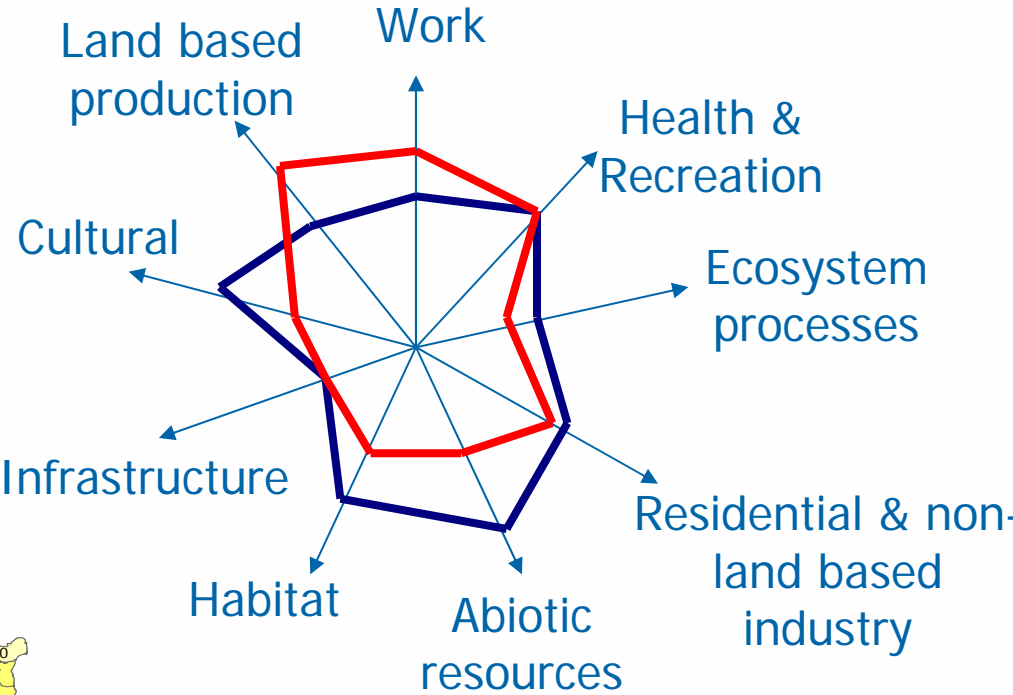 Work
Land based
production
Health &
Recreation
Cultural
Ecosystem
processes
Infrastructure
Residential & non-
land based
industry
Habitat
Abiotic
resources